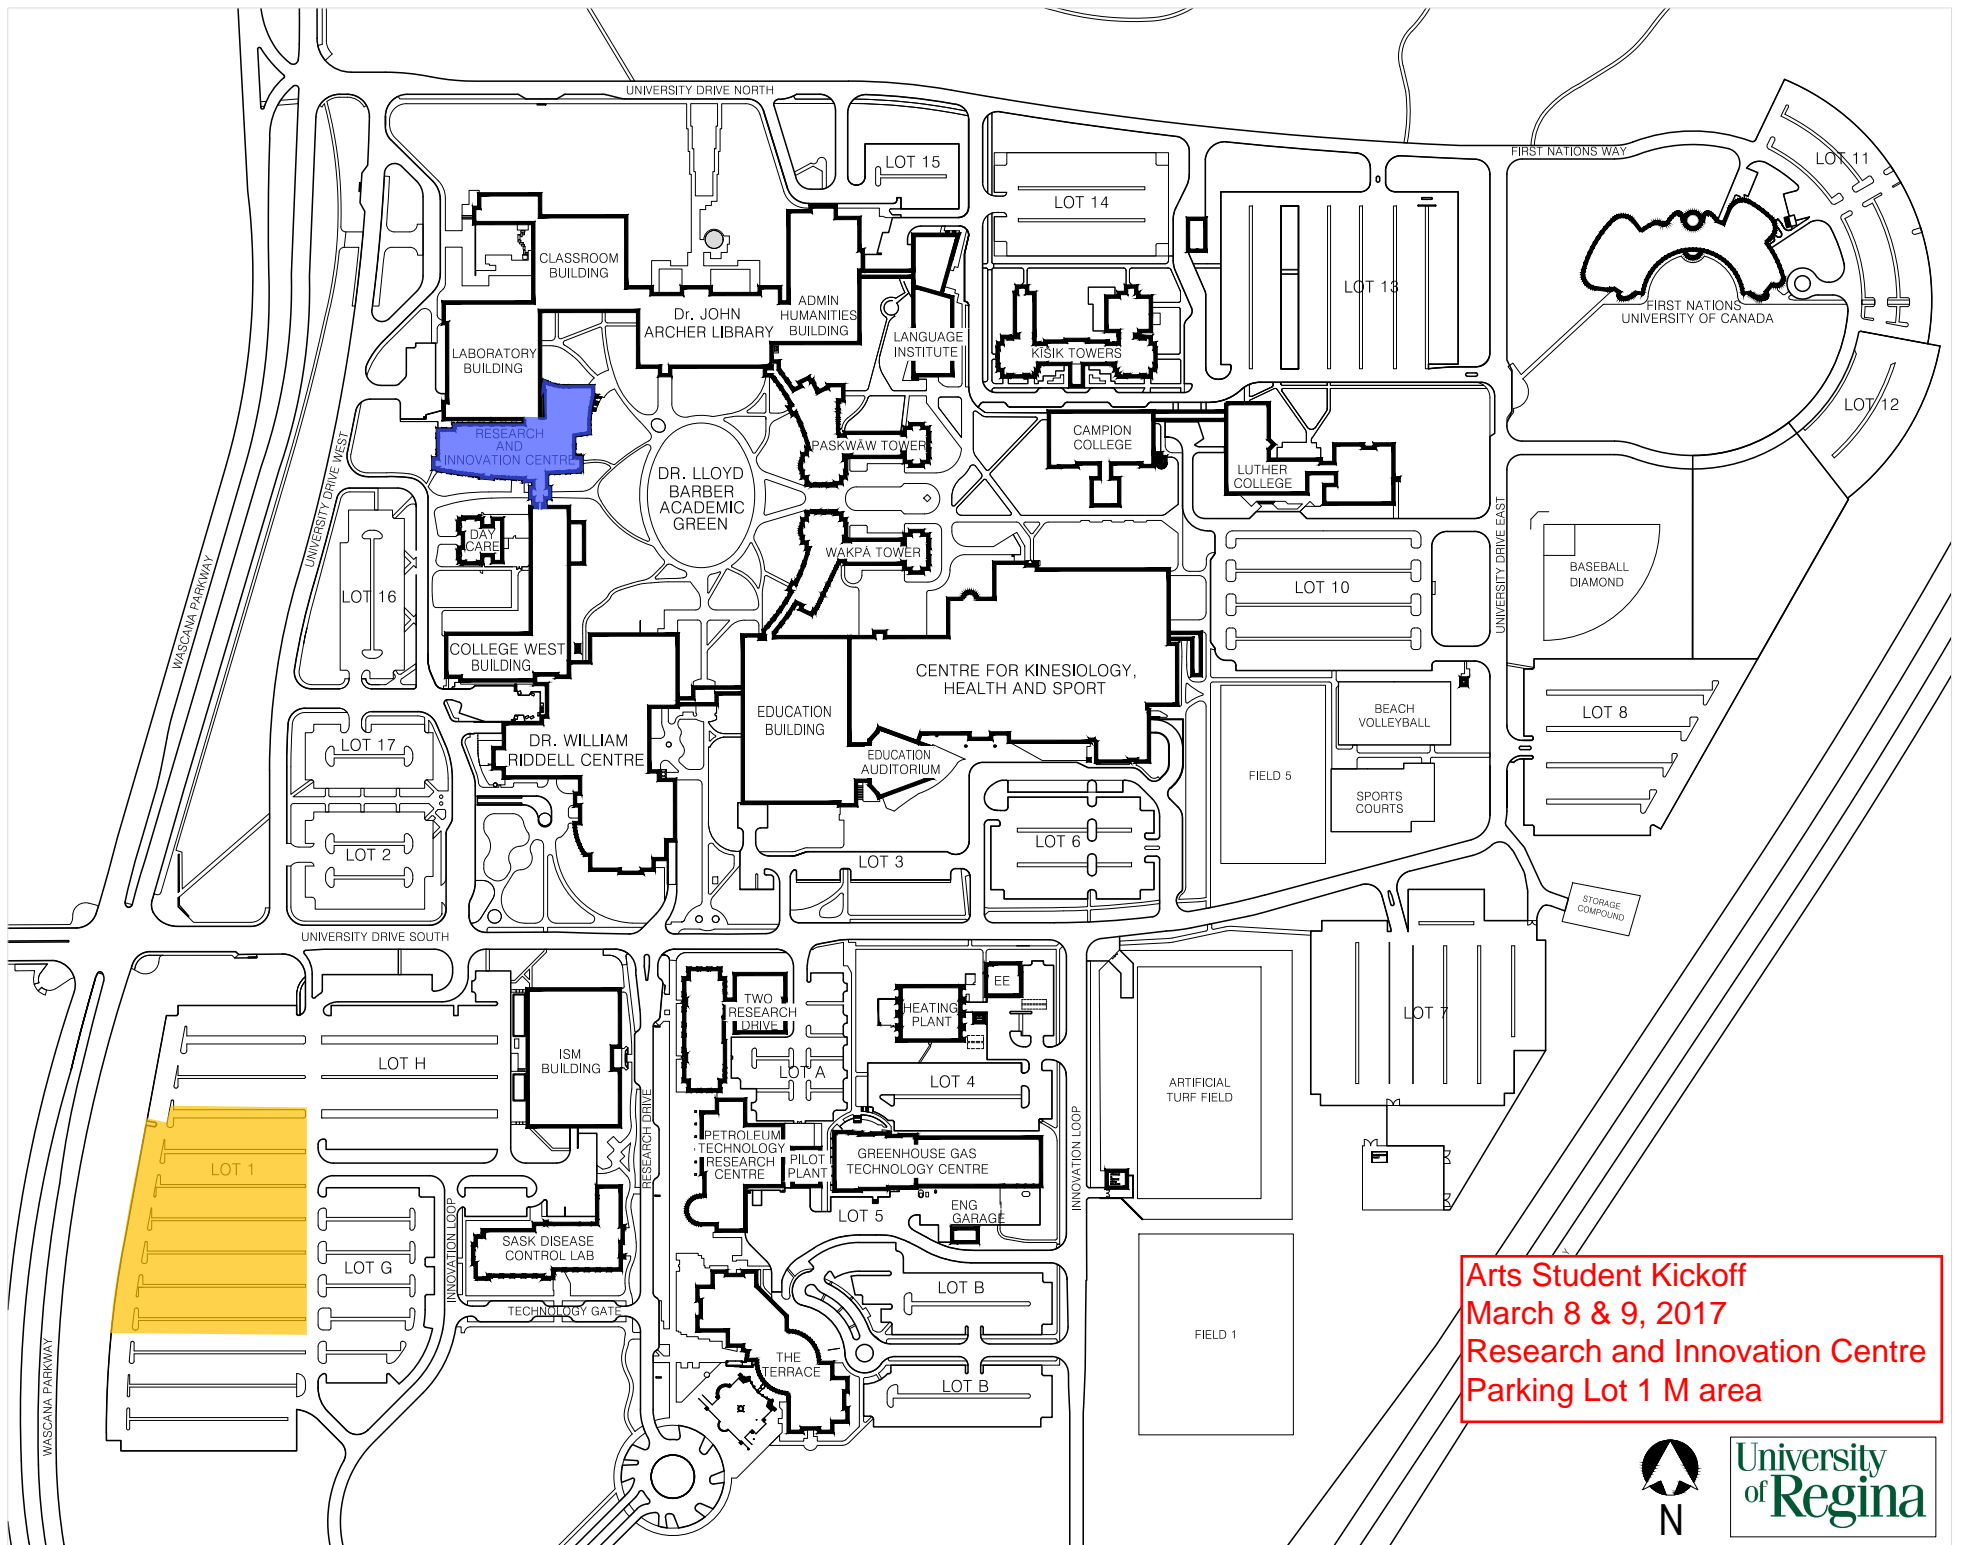 UNIVERSITY DRIVE NORTH
FIRST NATIONS WAY
LOT 15
LOT 11
LOT 14
CLASSROOM
BUILDING
LOT 13
ADMIN
HUMANITIES
BUILDING
Dr. JOHN
ARCHER LIBRARY
FIRST NATIONS
UNIVERSITY OF CANADA
LANGUAGE
INSTITUTE
KĪSIK TOWERS
LABORATORY
BUILDING
LOT 12
RESEARCH
AND
INNOVATION CENTRE
PASKWĀW TOWER
CAMPION
COLLEGE
LUTHER
COLLEGE
DR. LLOYD
BARBER
ACADEMIC
GREEN
UNIVERSITY DRIVE WEST
UNIVERSITY DRIVE EAST
DAY
CARE
WAKPĀ TOWER
BASEBALL
DIAMOND
LOT 16
LOT 10
WASCANA PARKWAY
COLLEGE WEST
BUILDING
CENTRE FOR KINESIOLOGY,
HEALTH AND SPORT
EDUCATION
BUILDING
BEACH
VOLLEYBALL
LOT 8
LOT 17
DR. WILLIAM
RIDDELL CENTRE
EDUCATION
AUDITORIUM
FIELD 5
SPORTS
COURTS
LOT 2
LOT 3
LOT 6
STORAGE
COMPOUND
UNIVERSITY DRIVE SOUTH
TWO
RESEARCH
DRIVE
EE
HEATING
PLANT
LOT 7
LOT H
ISM
BUILDING
LOT A
LOT 4
ARTIFICIAL
TURF FIELD
RESEARCH DRIVE
INNOVATION LOOP
PETROLEUM
TECHNOLOGY
RESEARCH
CENTRE
PILOT
PLANT
GREENHOUSE GAS
TECHNOLOGY CENTRE
LOT 1
LOT 5
ENG
GARAGE
INNOVATION LOOP
SASK DISEASE
CONTROL LAB
LOT G
LOT B
TECHNOLOGY GATE
FIELD 1
THE
TERRACE
LOT B
WASCANA PARKWAY
Arts Student Kickoff
March 8 & 9, 2017
Research and Innovation Centre
Parking Lot 1 M area
N
University
of Regina